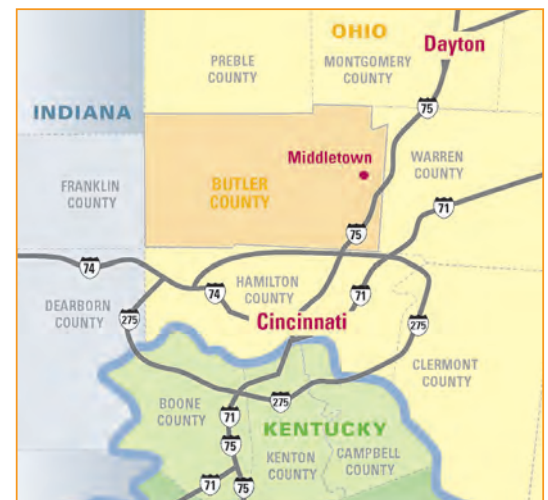 OHIO
Dayton
PREBLE
COUNTY
MONTGOMERY
COUNTY
75
INDIANA
Middletown
WARREN
COUNTY
FRANKLIN
COUNTY
BUTLER
COUNTY
71
75
74
HAMILTON
COUNTY
74
71
DEARBORN
COUNTY
275
Cincinnati
275
CLERMONT
COUNTY
BOONE
COUNTY
275
71
KENTUCKY
75
KENTON
COUNTY
CAMPBELL
COUNTY
71
75